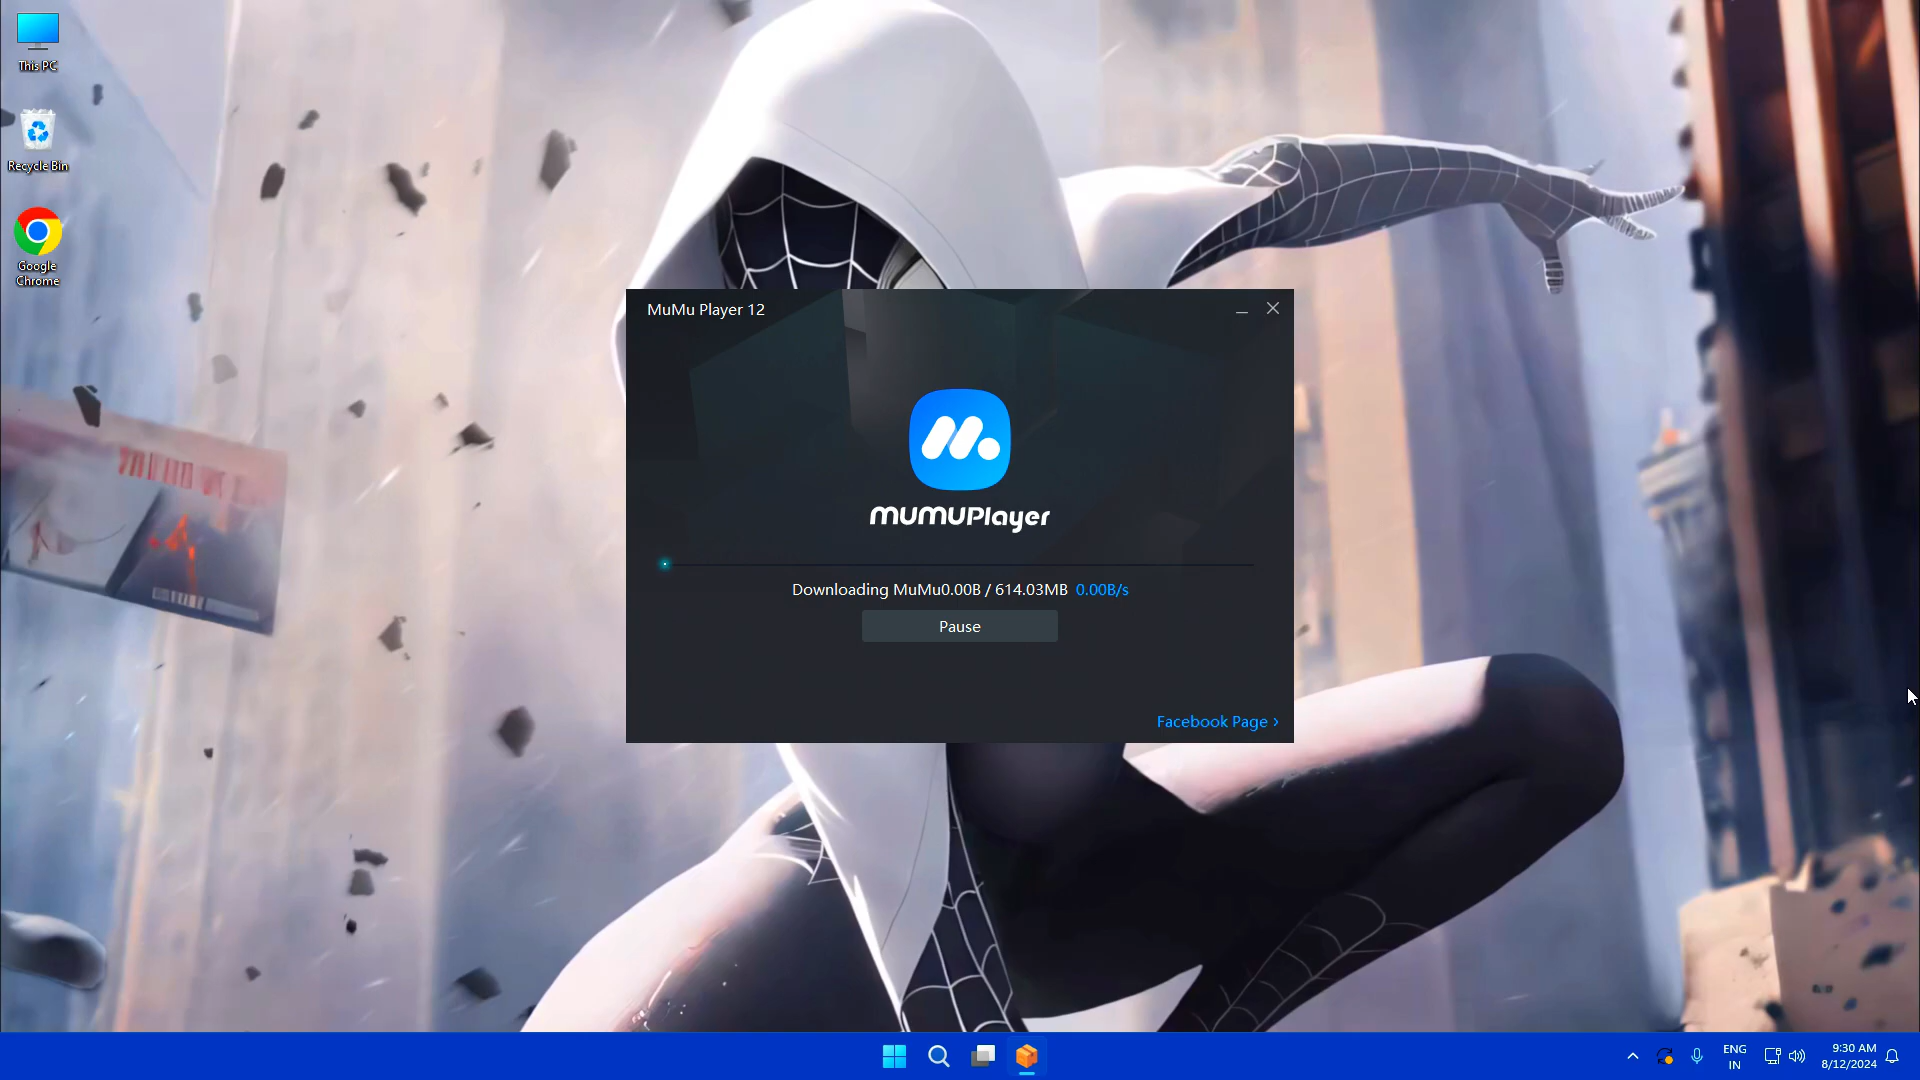 This PC
Recycle Bin
Google
Chrome
MuMu Player 12
MUMUPlayer
Downloading MuMu0.00B / 614.03MB 0.00B/s
Pause
Facebook Page ›
ENG
IN
9:30 AM
8/12/2024